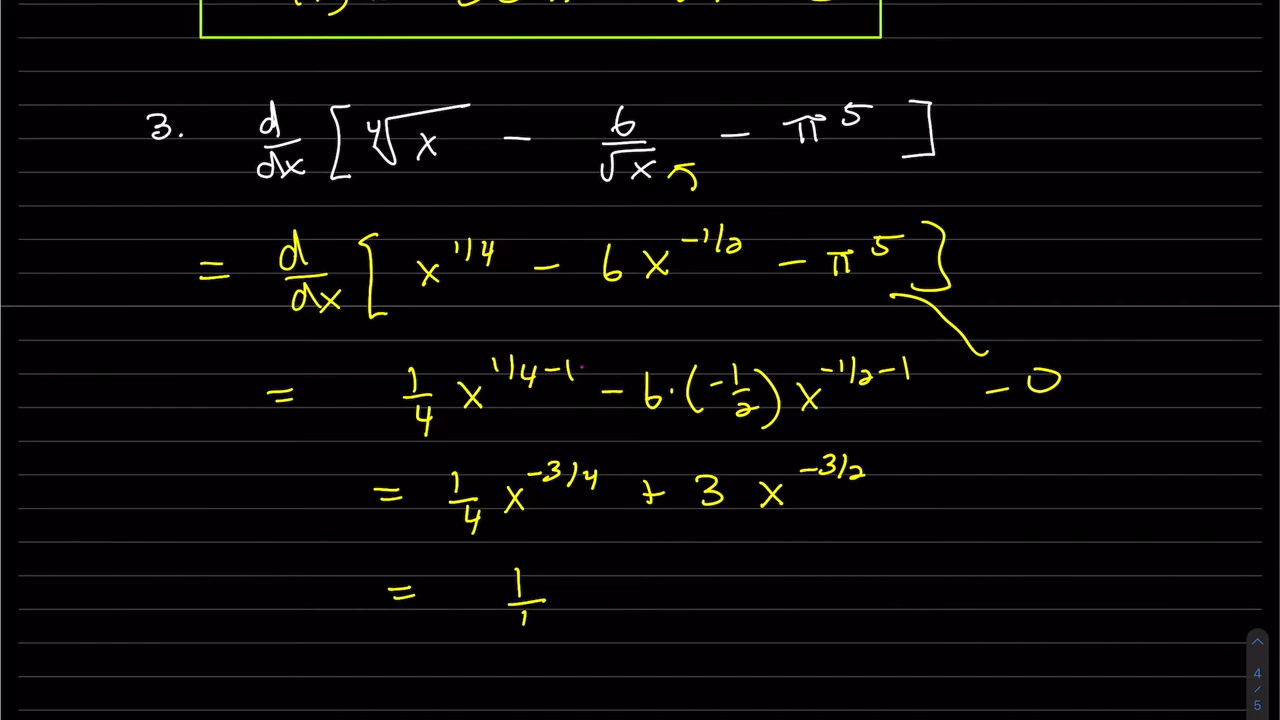 3. d/dx [ ∜x - 6/√x - π⁵ ]
= d/dx [ x^(1/4) - 6x^(-1/2) - π⁵ ]
= 1/4 x^(1/4-1) - 6·(-1/2) x^(-1/2-1) - 0
= 1/4 x^(-3/4) + 3 x^(-3/2)
= 1/
4
/
5